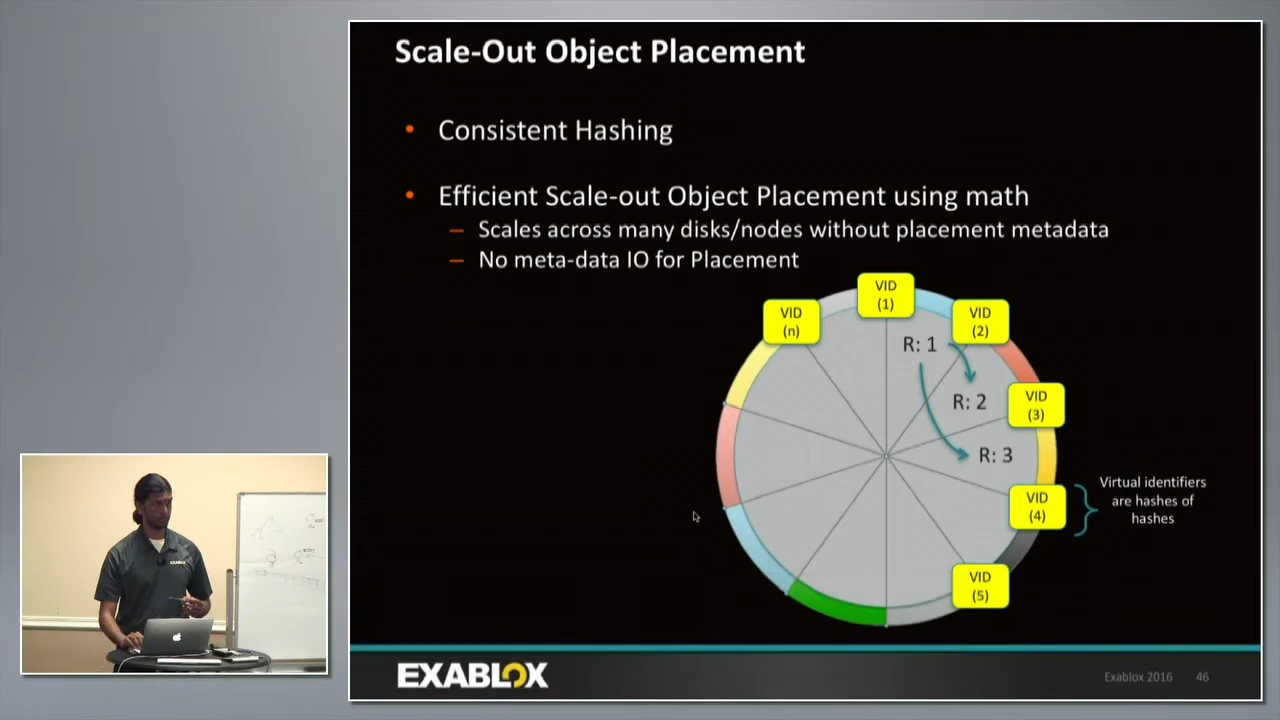 Scale-Out Object Placement
• Consistent Hashing
• Efficient Scale-out Object Placement using math
– Scales across many disks/nodes without placement metadata
– No meta-data IO for Placement
VID
(1)
VID
(n)
VID
(2)
R: 1
R: 2
VID
(3)
R: 3
VID
(4)
Virtual identifiers
are hashes of
hashes
VID
(5)
EXABLOX
EXABLOX
Exablox 2016
46